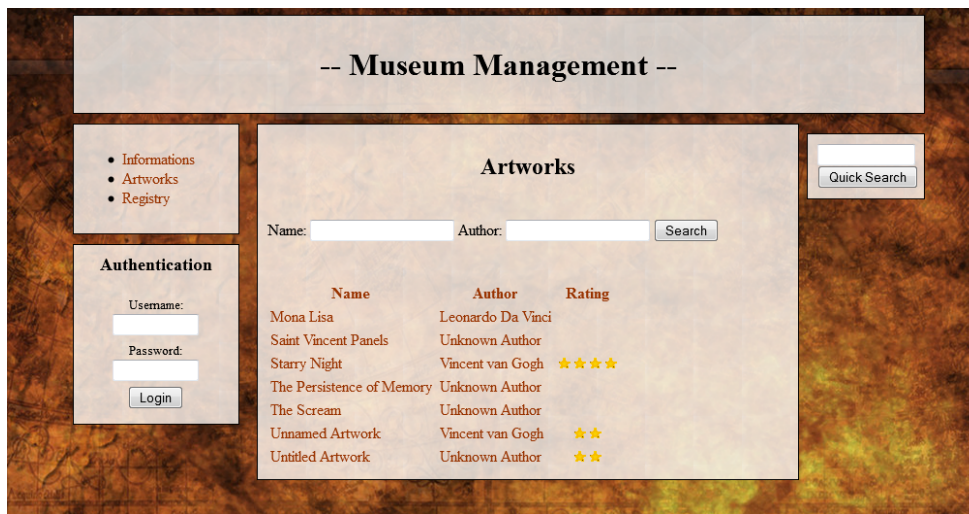 -- Museum Management --
Informations
Artworks
Registry
Authentication
Username:
Password:
Login
Artworks
Name: Author: Search
Name Author Rating
Mona Lisa Leonardo Da Vinci
Saint Vincent Panels Unknown Author
Starry Night Vincent van Gogh
The Persistence of Memory Unknown Author
The Scream Unknown Author
Unnamed Artwork Vincent van Gogh
Untitled Artwork Unknown Author
Quick Search